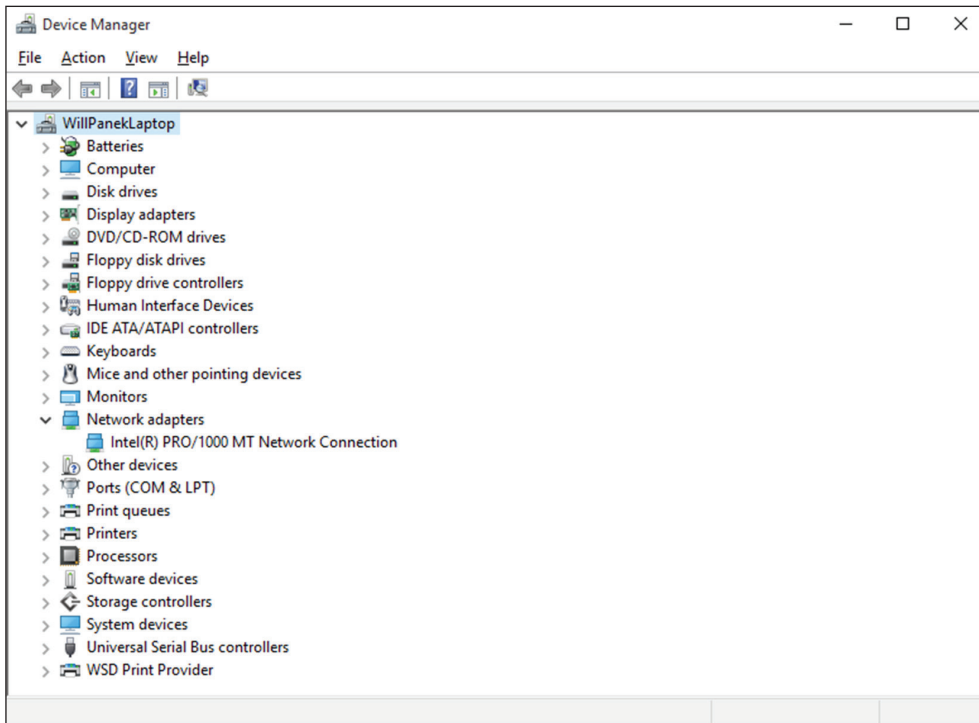 Device Manager
File Action View Help
WillPanekLaptop
Batteries
Computer
Disk drives
Display adapters
DVD/CD-ROM drives
Floppy disk drives
Floppy drive controllers
Human Interface Devices
IDE ATA/ATAPI controllers
Keyboards
Mice and other pointing devices
Monitors
Network adapters
Intel(R) PRO/1000 MT Network Connection
Other devices
Ports (COM & LPT)
Print queues
Printers
Processors
Software devices
Storage controllers
System devices
Universal Serial Bus controllers
WSD Print Provider